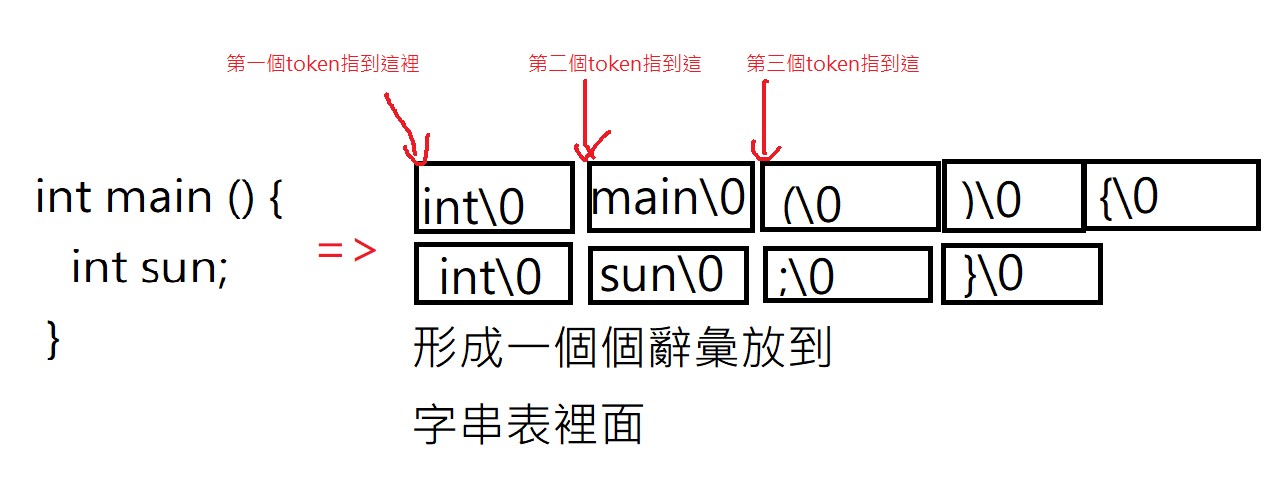 第一個token指到這裡 第二個token指到這 第三個token指到這
int main () { int\0 main\0 (\0 )\0 {\0
int sun; => int\0 sun\0 ;\0 }\0
} 形成一個個辭彙放到
字串表裡面